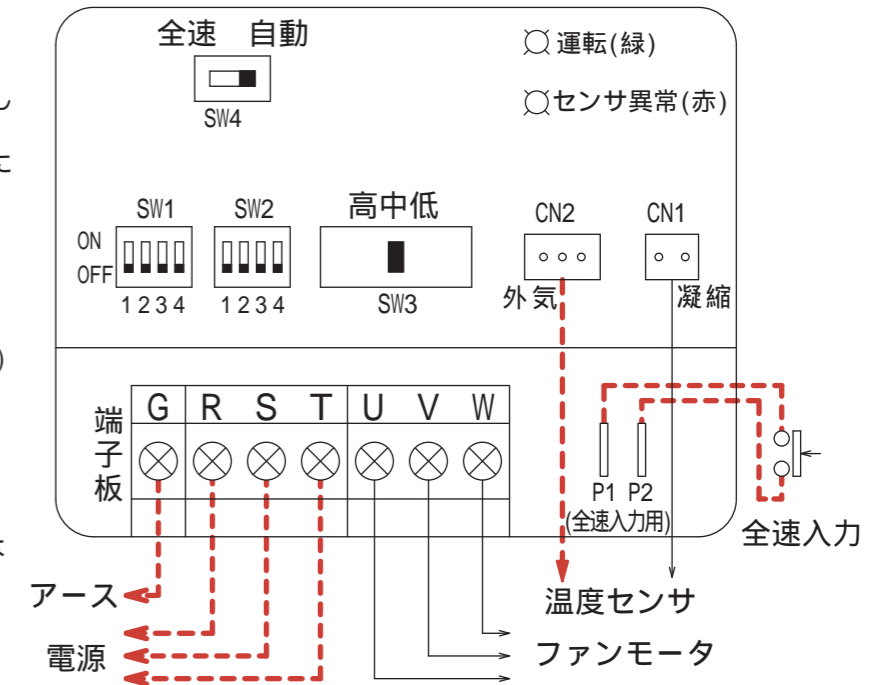 し
に
)
は
全速 自動
SW4
運転(緑)
センサ異常(赤)
SW1
SW2
高中低
CN2
CN1
ON
OFF
1 2 3 4
1 2 3 4
SW3
外気
凝縮
端子板
G R S T U V W
P1 P2
(全速入力用)
全速入力
アース
温度センサ
電源
ファンモータ